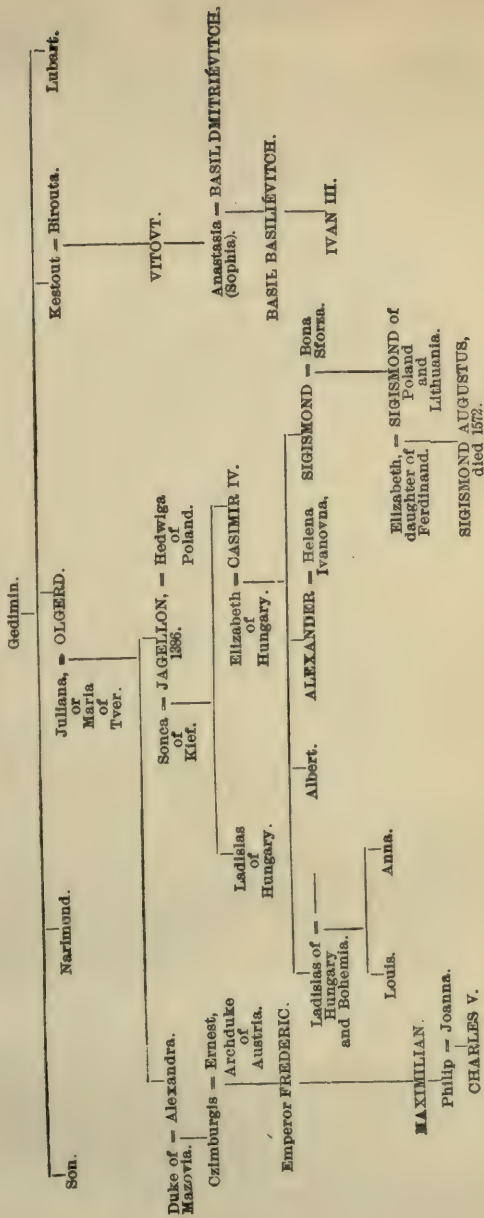 Gedimin.
Son.
Narimond.
Juliana, = OLGERD.
or
Maria
of
Tver.
Kestout = Birouta.
Lubart.
Duke of = Alexandra.
Mazovia.
Sonca = JAGELLON, = Hedwiga
of
Kief.
1386.
of
Poland.
VITOVT.
Czimburgis = Ernest,
Archduke
of
Austria.
Ladislas
of
Hungary.
Elizabeth = CASIMIR IV.
of
Hungary.
Anastasia = BASIL DMITRIÉVITCH.
(Sophia).
Emperor FREDERIC.
Ladislas of =
Hungary
and Bohemia.
Albert.
ALEXANDER = Helena
Ivanovna,
SIGISMOND = Bona
Sforza.
BASIL BASILIÉVITCH.
Louis.
Anna.
IVAN III.
MAXIMILIAN.
Elizabeth, = SIGISMOND of
daughter of
Ferdinand.
Poland
and
Lithuania.
Philip = Joanna.
CHARLES V.
SIGISMOND AUGUSTUS,
died 1572.